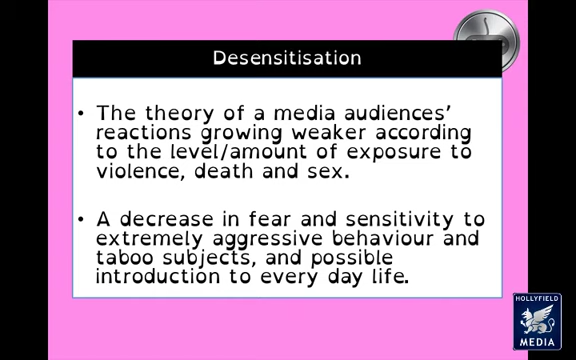 Desensitisation
• The theory of a media audiences'
reactions growing weaker according
to the level/amount of exposure to
violence, death and sex.
• A decrease in fear and sensitivity to
extremely aggressive behaviour and
taboo subjects, and possible
introduction to every day life.
HOLLYFIELD
MEDIA